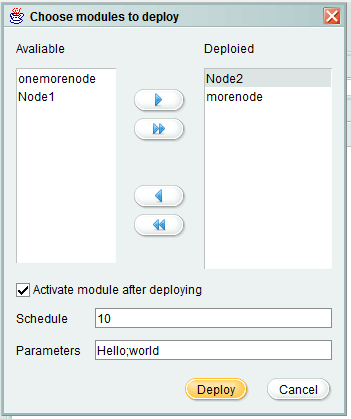 Choose modules to deploy
Avaliable
Deploied
onemorenode
Node1
Node2
morenode
Activate module after deploying
Schedule
10
Parameters
Hello;world
Deploy
Cancel